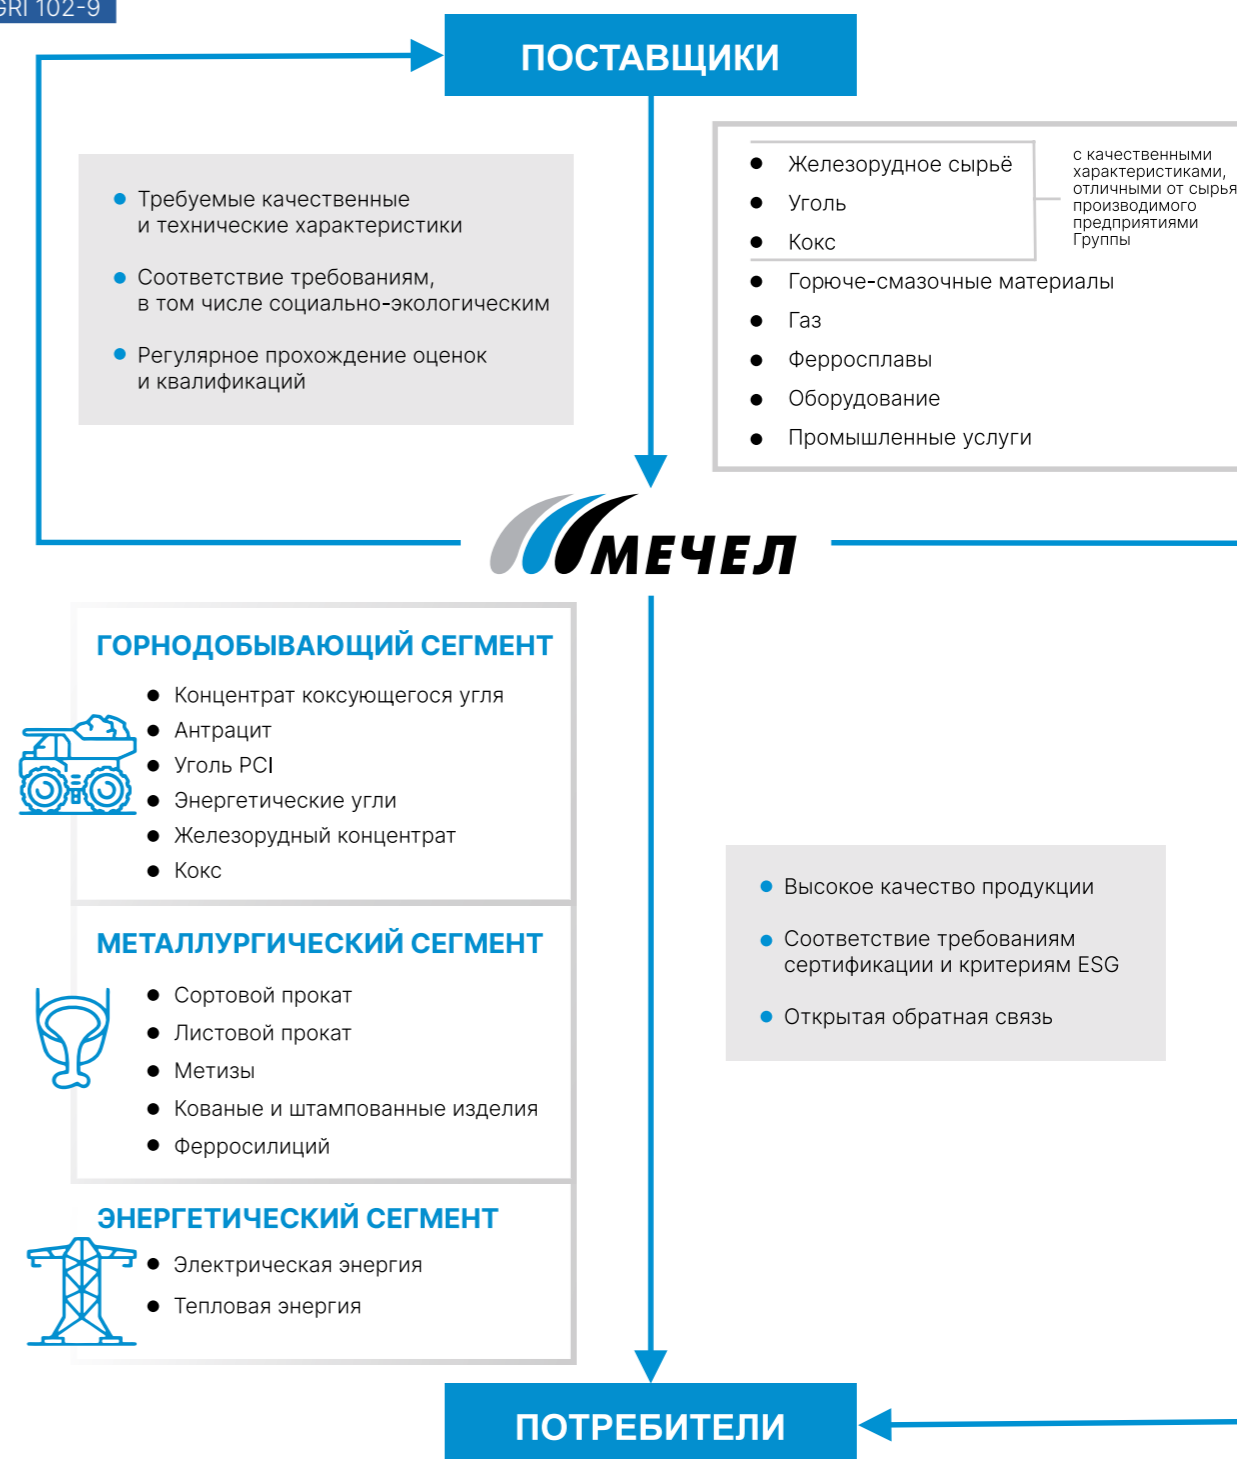 GRI 102-9
ПОСТАВЩИКИ
Требуемые качественные
и технические характеристики
Соответствие требованиям,
в том числе социально-экологическим
Регулярное прохождение оценок
и квалификаций
Железорудное сырьё
Уголь
Кокс
с качественными
характеристиками,
отличными от сырья
производимого
предприятиями
Группы
Горюче-смазочные материалы
Газ
Ферросплавы
Оборудование
Промышленные услуги
МЕЧЕЛ
ГОРНОДОБЫВАЮЩИЙ СЕГМЕНТ
Концентрат коксующегося угля
Антрацит
Уголь PCI
Энергетические угли
Железорудный концентрат
Кокс
МЕТАЛЛУРГИЧЕСКИЙ СЕГМЕНТ
Сортовой прокат
Листовой прокат
Метизы
Кованые и штампованные изделия
Ферросилиций
ЭНЕРГЕТИЧЕСКИЙ СЕГМЕНТ
Электрическая энергия
Тепловая энергия
Высокое качество продукции
Соответствие требованиям
сертификации и критериям ESG
Открытая обратная связь
ПОТРЕБИТЕЛИ